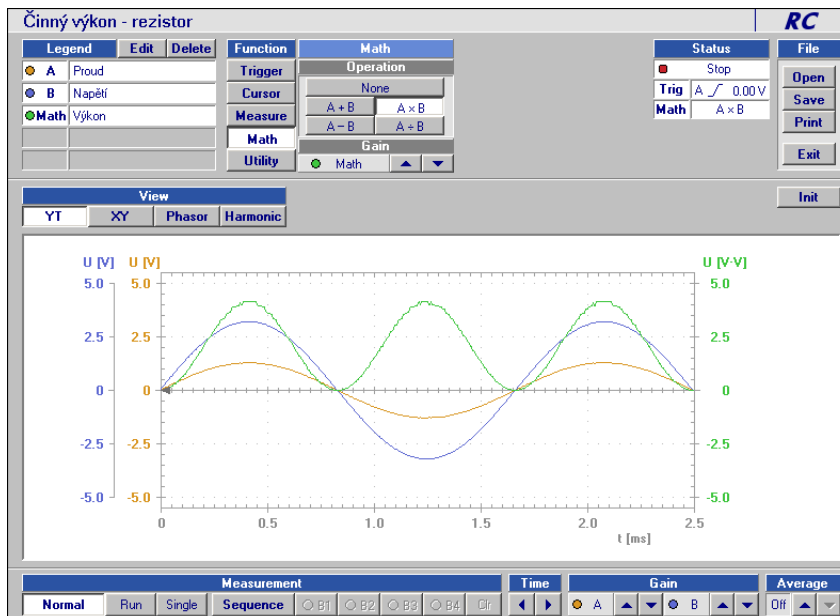 Činný výkon - rezistor RC
Legend Edit Delete Function Math Status File
A Proud Trigger Operation Stop Open
B Napětí Cursor None Trig A 0.00 V Save
Math Výkon Measure A + B A × B Math A × B Print
Math A − B A ÷ B
Utility Gain Exit
Math
View Init
YT XY Phasor Harmonic
U [V] U [V] U [V·V]
5.0 5.0 5.0
2.5 2.5 2.5
0 0 0
-2.5 -2.5 -2.5
-5.0 -5.0 -5.0
0 0.5 1.0 1.5 2.0 2.5
t [ms]
Measurement Time Gain Average
Normal Run Single Sequence B1 B2 B3 B4 Clr A B Off